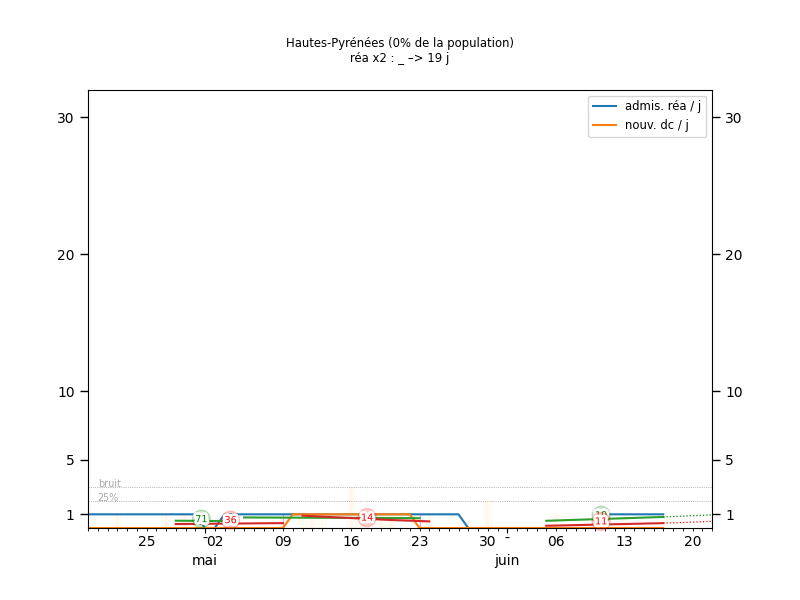 Hautes-Pyrénées (0% de la population)
réa x2 : _ –> 19 j
admis. réa / j
nouv. dc / j
30 30
20 20
10 10
5 5
bruit
25%
1 1
71 36 14 11
25 02 09 16 23 30 06 13 20
mai juin